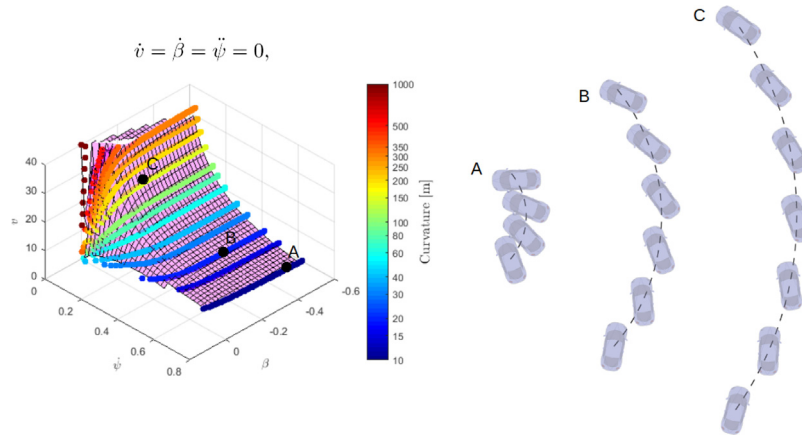 v̇ = β̇ = ψ̈ = 0,
40
30
20
10
0
v
0
0.2
0.4
0.6
0.8
ψ̇
0
-0.2
-0.4
-0.6
β
A
B
C
1000
500
350
300
250
200
140
100
80
60
40
30
20
15
10
Curvature [m]
A
B
C